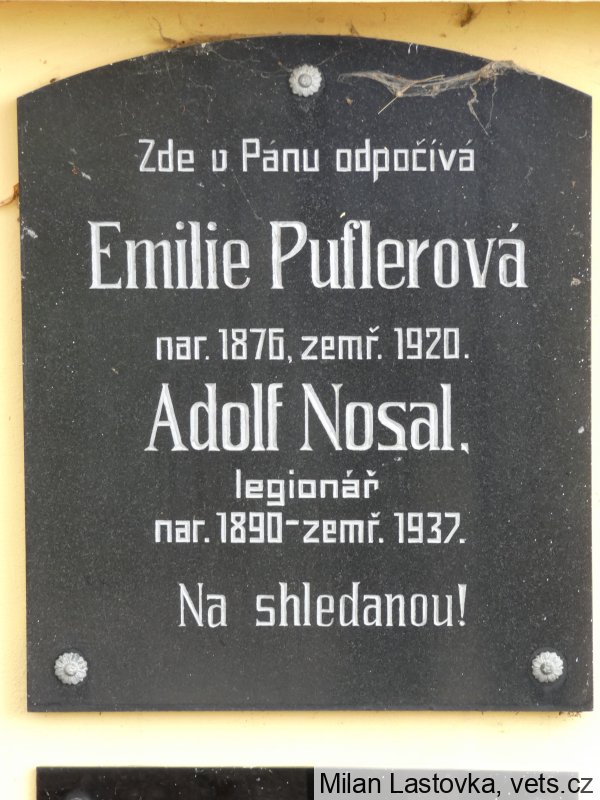 Zde v Pánu odpočívá
Emilie Puflerová
nar. 1876, zemř. 1920.
Adolf Nosal,
legionář
nar. 1890-zemř. 1937.
Na shledanou!
Milan Lastovka, vets.cz